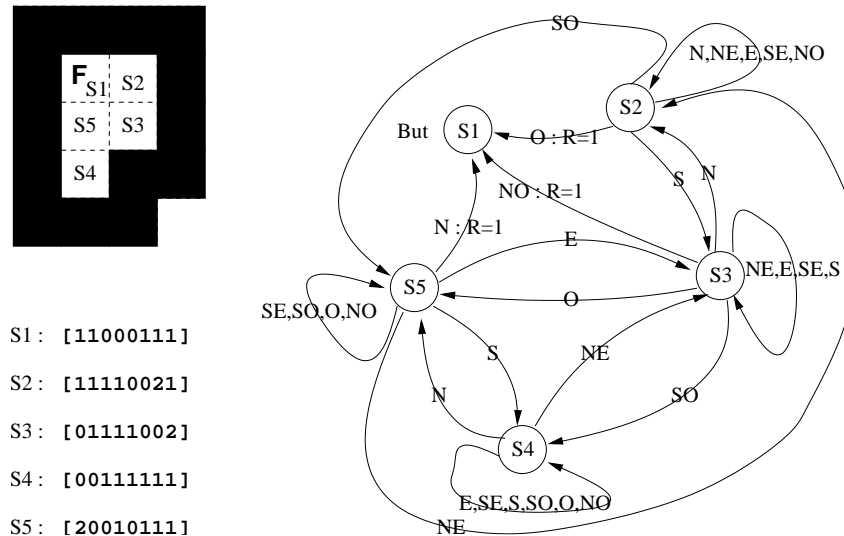 F S1 S2
S5 S3
S4
S1 : [11000111]
S2 : [11110021]
S3 : [01111002]
S4 : [00111111]
S5 : [20010111]
SO
N,NE,E,SE,NO
S2
But S1
O : R=1
NO : R=1
S N
N : R=1
E
S3 NE,E,SE,S
S5
SE,SO,O,NO
O
S NE
N SO
S4
E,SE,S,SO,O,NO
NE